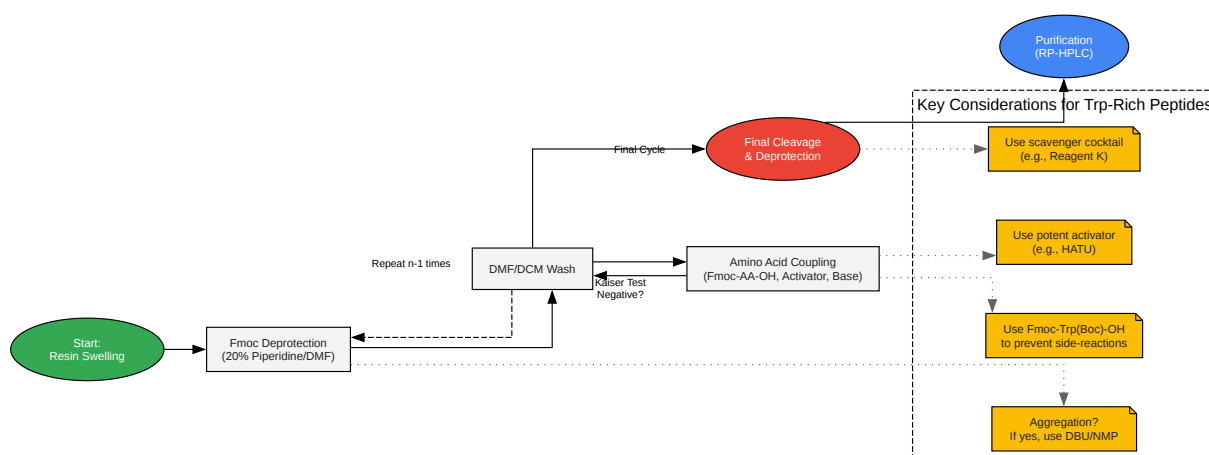 Purification
(RP-HPLC)
Key Considerations for Trp-Rich Peptides
Final Cleavage
& Deprotection
Use scavenger cocktail
(e.g., Reagent K)
Final Cycle
Use potent activator
(e.g., HATU)
Repeat n-1 times
DMF/DCM Wash
Amino Acid Coupling
(Fmoc-AA-OH, Activator, Base)
Kaiser Test
Negative?
Use Fmoc-Trp(Boc)-OH
to prevent side-reactions
Start:
Resin Swelling
Fmoc Deprotection
(20% Piperidine/DMF)
Aggregation?
If yes, use DBU/NMP